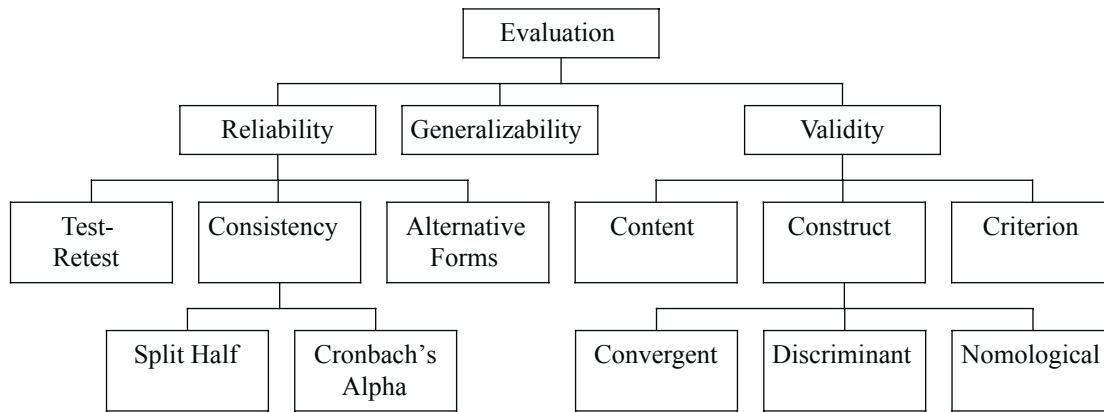 Evaluation
Reliability
Generalizability
Validity
Test-
Retest
Consistency
Alternative
Forms
Content
Construct
Criterion
Split Half
Cronbach’s
Alpha
Convergent
Discriminant
Nomological